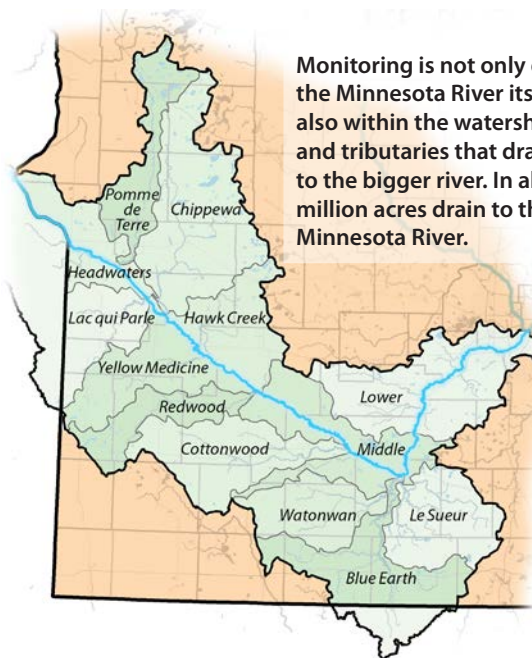 Monitoring is not only
the Minnesota River its
also within the watersh
and tributaries that dra
to the bigger river. In al
million acres drain to th
Minnesota River.
Pomme
de
Terre
Chippewa
Headwaters
Lac qui Parle
Hawk Creek
Yellow Medicine
Redwood
Lower
Cottonwood
Middle
Watonwan
Le Sueur
Blue Earth